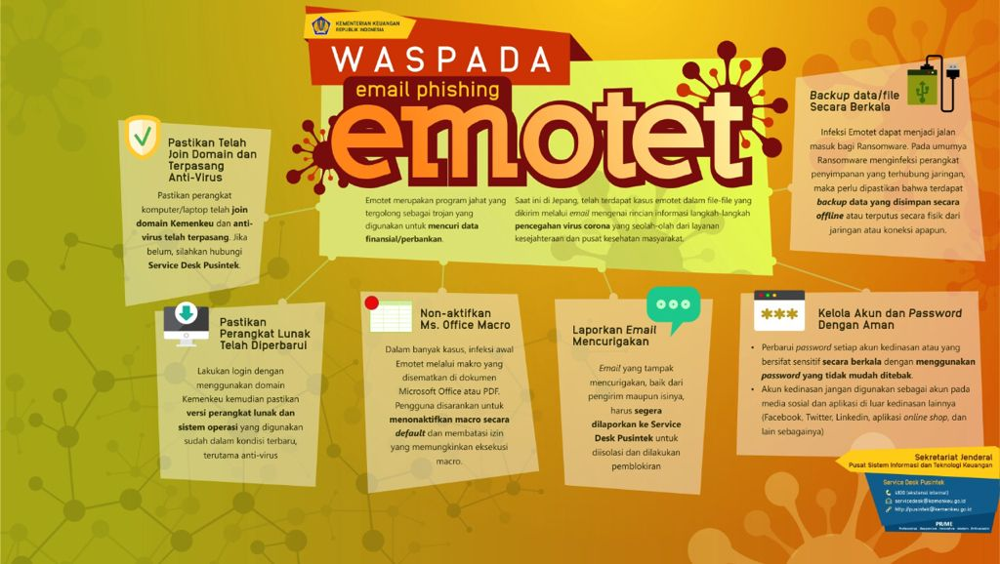 KEMENTERIAN KEUANGAN
REPUBLIK INDONESIA
WASPADA
email phishing
emotet
Emotet merupakan program jahat yang
tergolong sebagai trojan yang
digunakan untuk mencuri data
finansial/perbankan.
Saat ini di Jepang, telah terdapat kasus emotet dalam file-file yang
dikirim melalui email mengenai rincian informasi langkah-langkah
pencegahan virus corona yang seolah-olah dari layanan
kesejahteraan dan pusat kesehatan masyarakat.
Pastikan Telah
Join Domain dan
Terpasang
Anti-Virus
Pastikan perangkat
komputer/laptop telah join
domain Kemenkeu dan anti-
virus telah terpasang. Jika
belum, silahkan hubungi
Service Desk Pusintek.
Backup data/file
Secara Berkala
Infeksi Emotet dapat menjadi jalan
masuk bagi Ransomware. Pada umumya
Ransomware menginfeksi perangkat
penyimpanan yang terhubung jaringan,
maka perlu dipastikan bahwa terdapat
backup data yang disimpan secara
offline atau terputus secara fisik dari
jaringan atau koneksi apapun.
Pastikan
Perangkat Lunak
Telah Diperbarui
Lakukan login dengan
menggunakan domain
Kemenkeu kemudian pastikan
versi perangkat lunak dan
sistem operasi yang digunakan
sudah dalam kondisi terbaru,
terutama anti-virus
Non-aktifkan
Ms. Office Macro
Dalam banyak kasus, infeksi awal
Emotet melalui makro yang
disematkan di dokumen
Microsoft Office atau PDF.
Pengguna disarankan untuk
menonaktifkan macro secara
default dan membatasi izin
yang memungkinkan eksekusi
macro.
Laporkan Email
Mencurigakan
Email yang tampak
mencurigakan, baik dari
pengirim maupun isinya,
harus segera
dilaporkan ke Service
Desk Pusintek untuk
diisolasi dan dilakukan
pemblokiran
***
Kelola Akun dan Password
Dengan Aman
• Perbarui password setiap akun kedinasan atau yang
bersifat sensitif secara berkala dengan menggunakan
password yang tidak mudah ditebak.
• Akun kedinasan jangan digunakan sebagai akun pada
media sosial dan aplikasi di luar kedinasan lainnya
(Facebook, Twitter, Linkedin, aplikasi online shop, dan
lain sebagainya)
Sekretariat Jenderal
Pusat Sistem Informasi dan Teknologi Keuangan
Service Desk Pusintek
4100 (ekstensi internal)
servicedesk@kemenkeu.go.id
http://pusintek@kemenkeu.go.id
PRIME